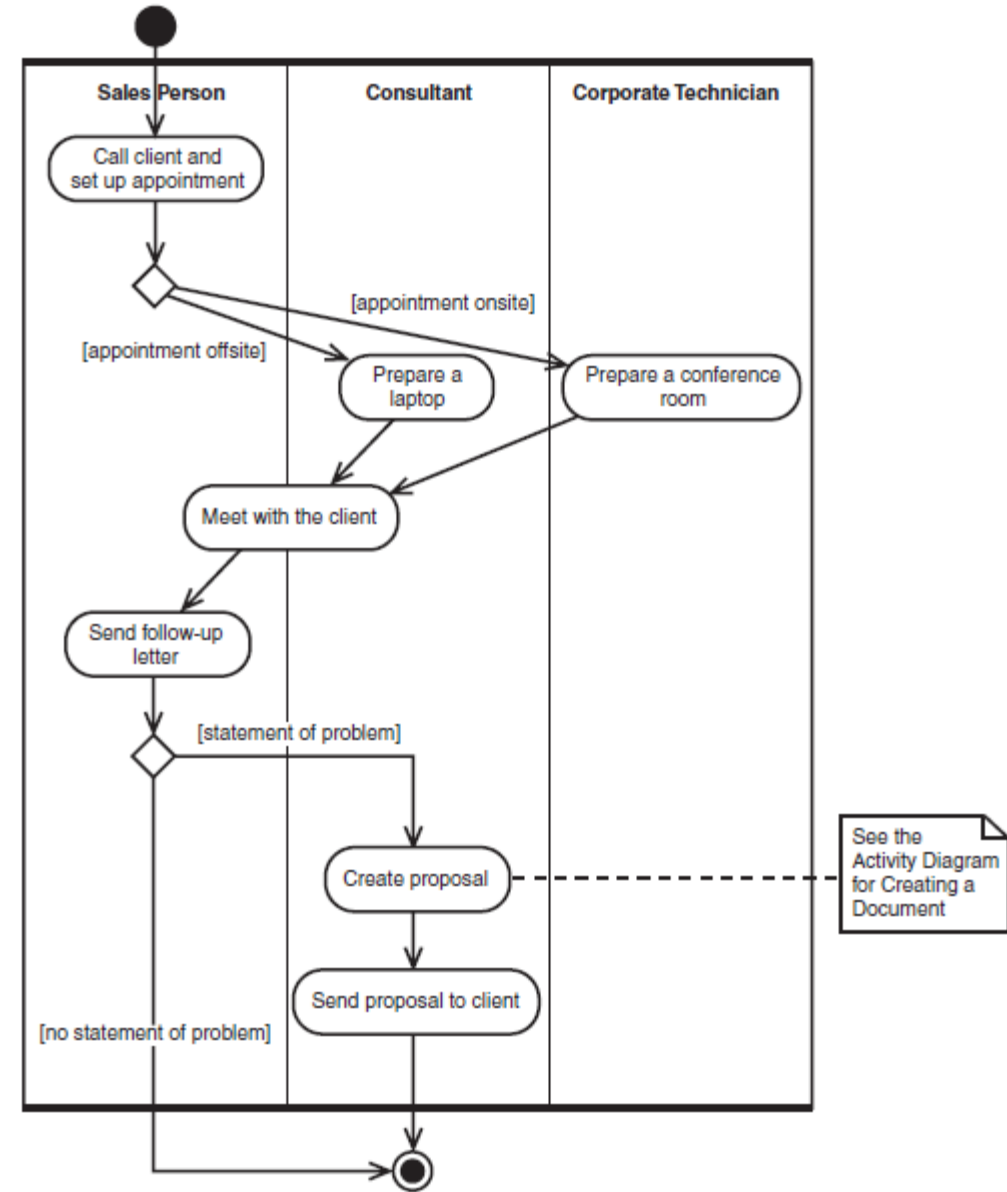 Sales Person
Consultant
Corporate Technician
Call client and
set up appointment
[appointment onsite]
[appointment offsite]
Prepare a
laptop
Prepare a conference
room
Meet with the client
Send follow-up
letter
[statement of problem]
Create proposal
See the
Activity Diagram
for Creating a
Document
Send proposal to client
[no statement of problem]